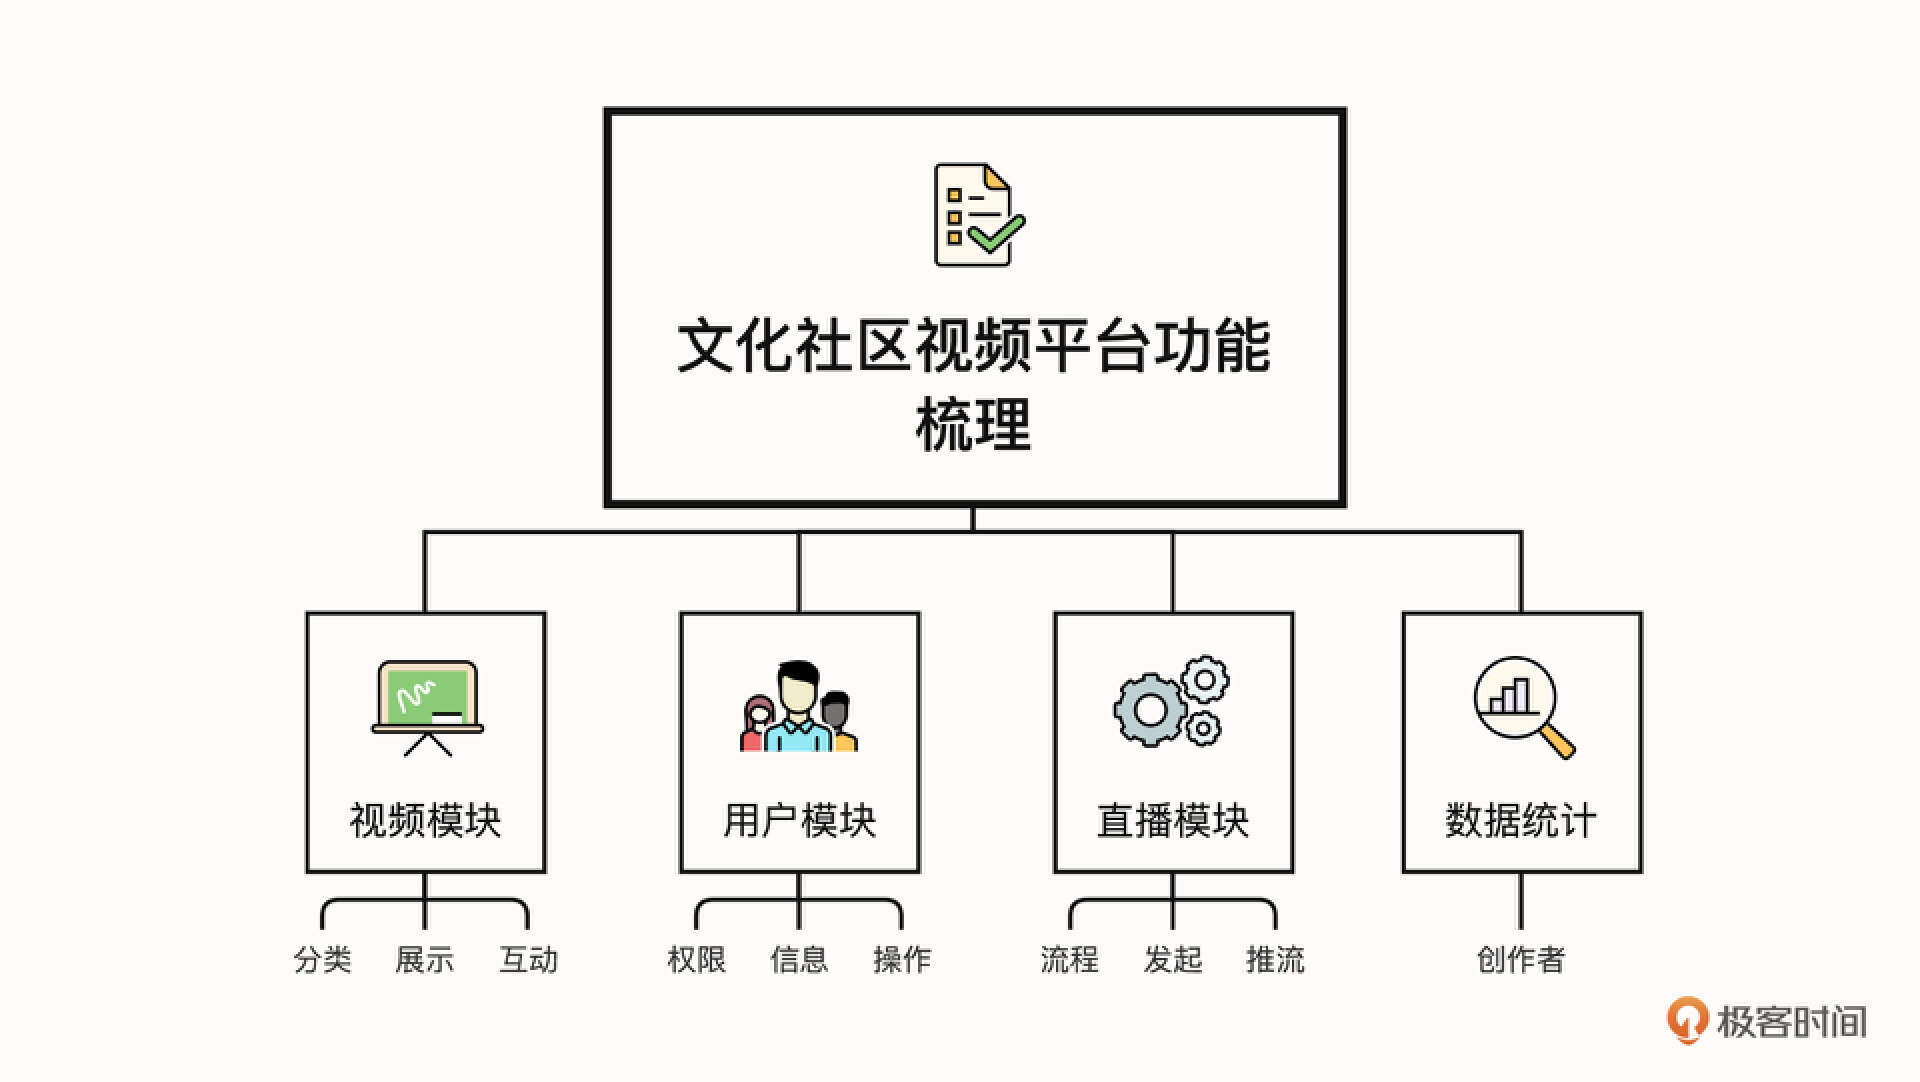 文化社区视频平台功能
梳理
视频模块
用户模块
直播模块
数据统计
分类
展示
互动
权限
信息
操作
流程
发起
推流
创作者
极客时间